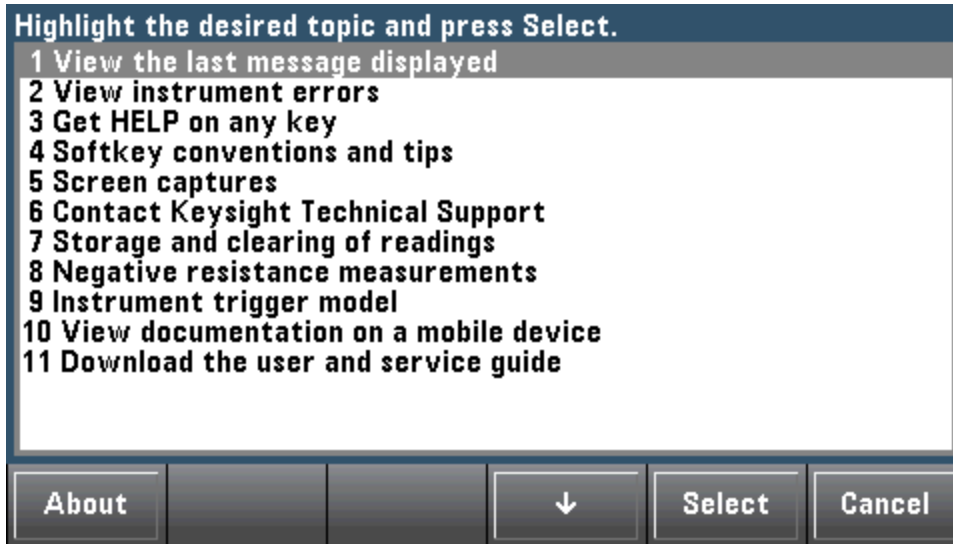 Highlight the desired topic and press Select.
1 View the last message displayed
2 View instrument errors
3 Get HELP on any key
4 Softkey conventions and tips
5 Screen captures
6 Contact Keysight Technical Support
7 Storage and clearing of readings
8 Negative resistance measurements
9 Instrument trigger model
10 View documentation on a mobile device
11 Download the user and service guide
About ↓ Select Cancel